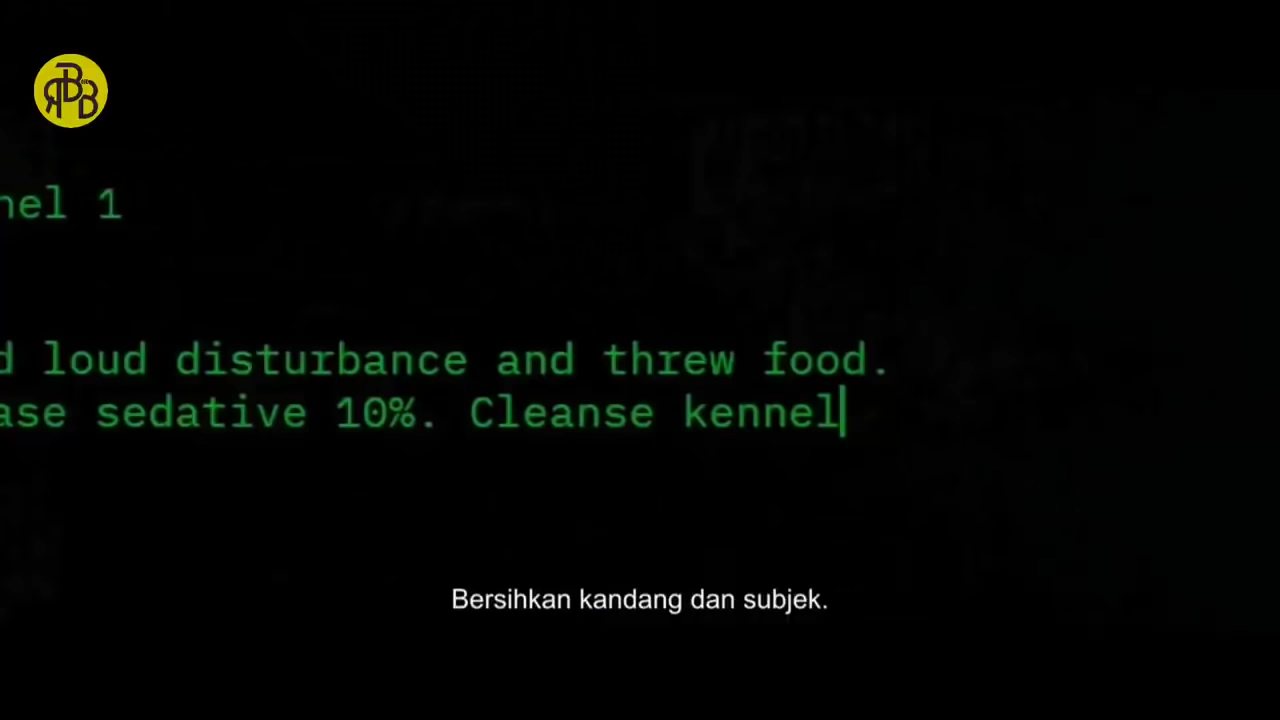 nel 1
d loud disturbance and threw food.
ase sedative 10%. Cleanse kennel
Bersihkan kandang dan subjek.